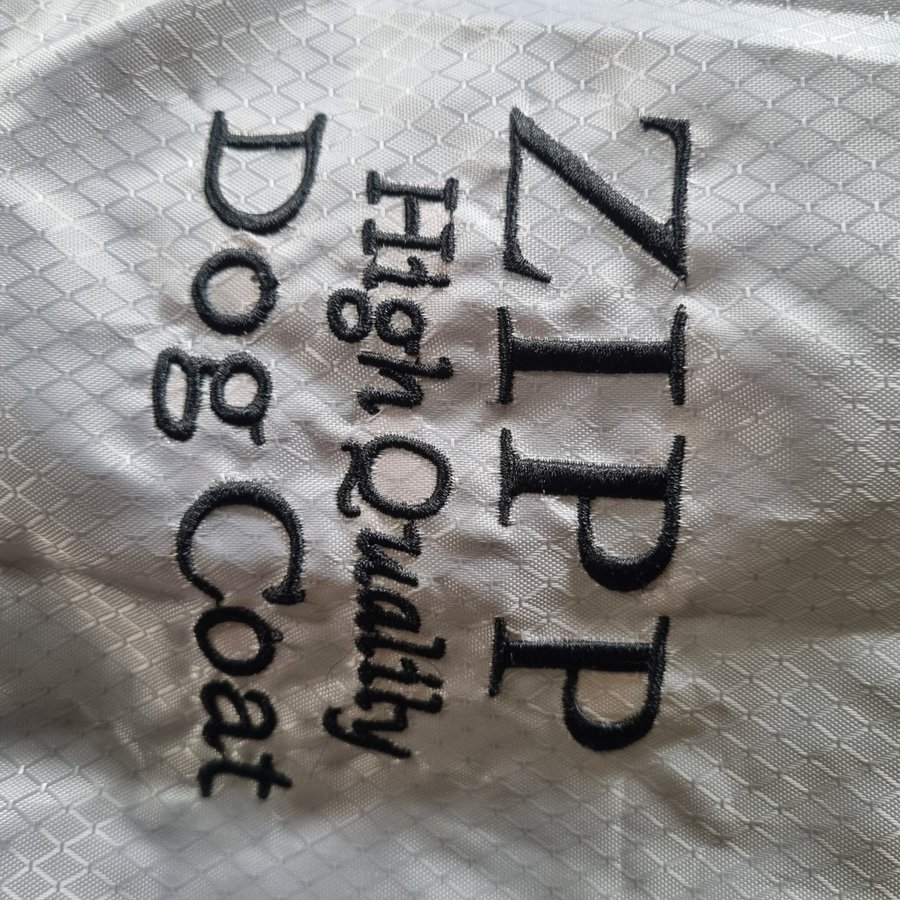 ZIPP
High Quality
Dog Coat